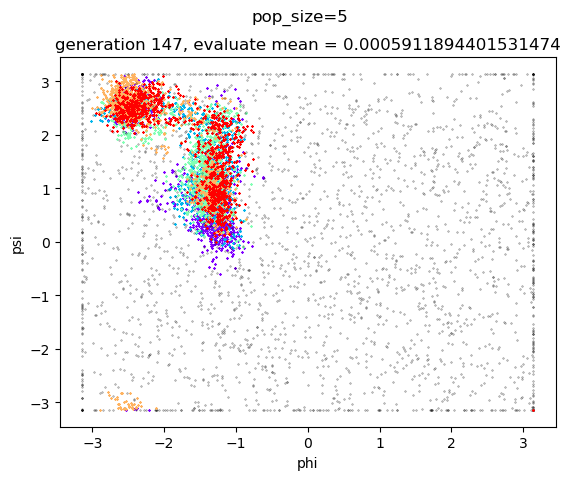 pop_size=5
generation 147, evaluate mean = 0.0005911894401531474
3
2
1
0
−1
−2
−3
psi
−3 −2 −1 0 1 2 3
phi